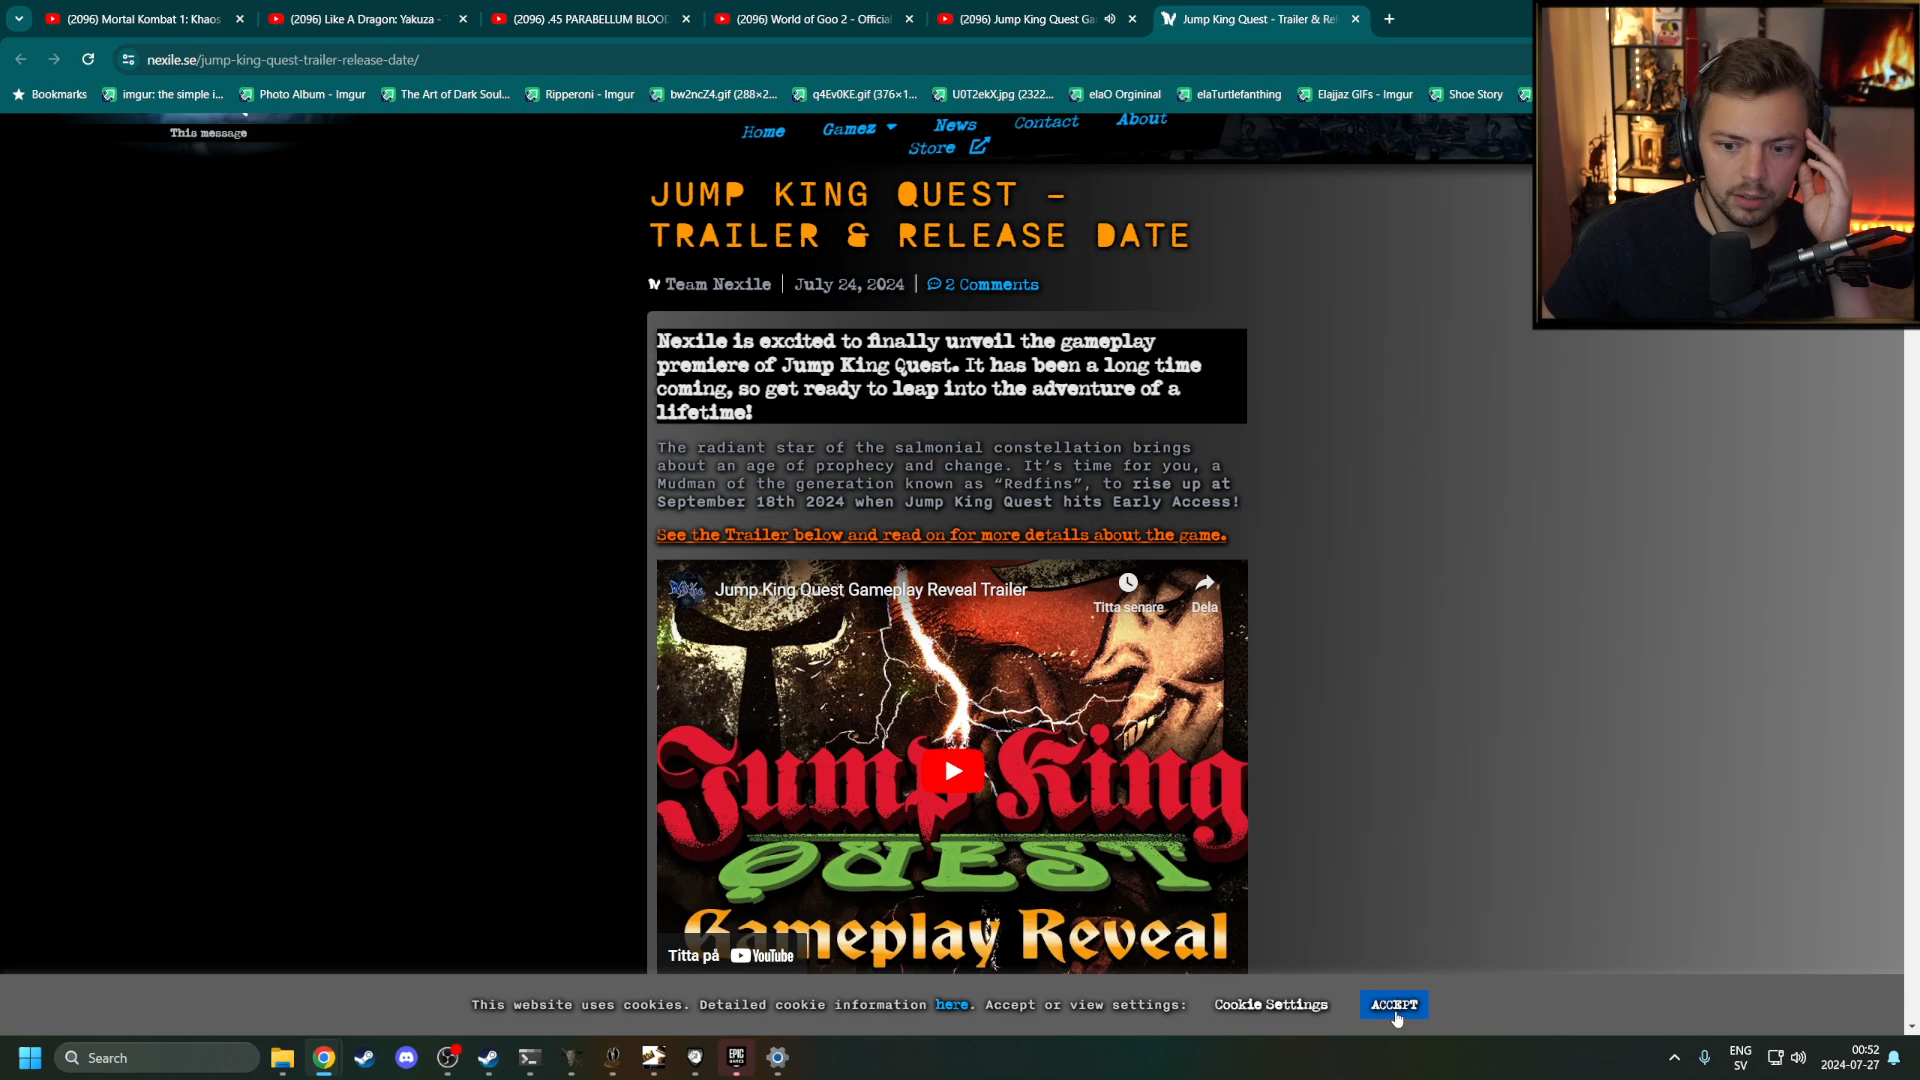 (2096) Mortal Kombat 1: Khaos
(2096) Like A Dragon: Yakuza -
(2096) .45 PARABELLUM BLOO
(2096) World of Goo 2 - Official
(2096) Jump King Quest Ga
Jump King Quest - Trailer & Rel
nexile.se/jump-king-quest-trailer-release-date/
Bookmarks
imgur: the simple i...
Photo Album - Imgur
The Art of Dark Soul...
Ripperoni - Imgur
bw2ncZ4.gif (288×2...
q4Ev0KE.gif (376×1...
U0T2ekX.jpg (2322...
elaO Orgininal
elaTurtlefanthing
Elajjaz GIFs - Imgur
Shoe Story
This message
Home
Gamez
News
Contact
About
Store
JUMP KING QUEST –
TRAILER & RELEASE DATE
Team Nexile | July 24, 2024 | 2 Comments
Nexile is excited to finally unveil the gameplay
premiere of Jump King Quest. It has been a long time
coming, so get ready to leap into the adventure of a
lifetime!
The radiant star of the salmonial constellation brings
about an age of prophecy and change. It's time for you, a
Mudman of the generation known as “Redfins”, to rise up at
September 18th 2024 when Jump King Quest hits Early Access!
See the Trailer below and read on for more details about the game.
Jump King Quest Gameplay Reveal Trailer
Titta senare
Dela
Jump King
QUEST
Gameplay Reveal
Titta på YouTube
This website uses cookies. Detailed cookie information here. Accept or view settings:
Cookie Settings
ACCEPT
Search
EPIC
GAMES
ENG
SV
00:52
2024-07-27